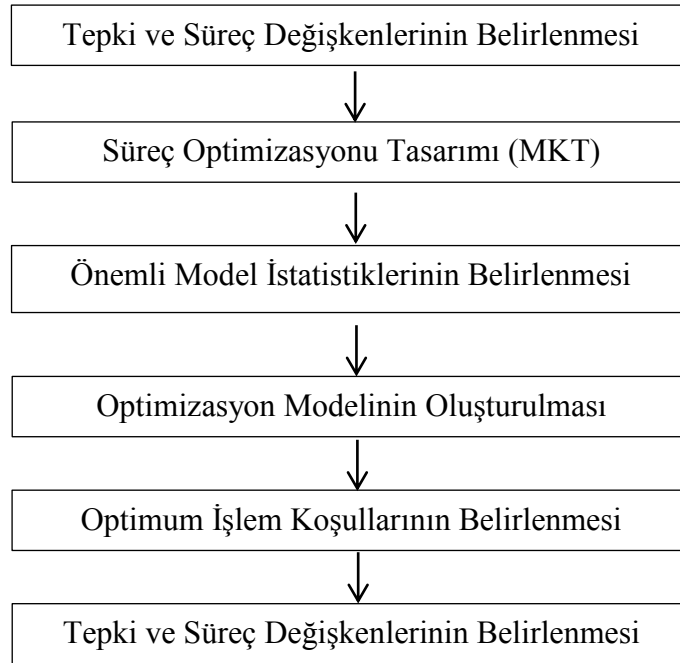 Tepki ve Süreç Değişkenlerinin Belirlenmesi
Süreç Optimizasyonu Tasarımı (MKT)
Önemli Model İstatistiklerinin Belirlenmesi
Optimizasyon Modelinin Oluşturulması
Optimum İşlem Koşullarının Belirlenmesi
Tepki ve Süreç Değişkenlerinin Belirlenmesi